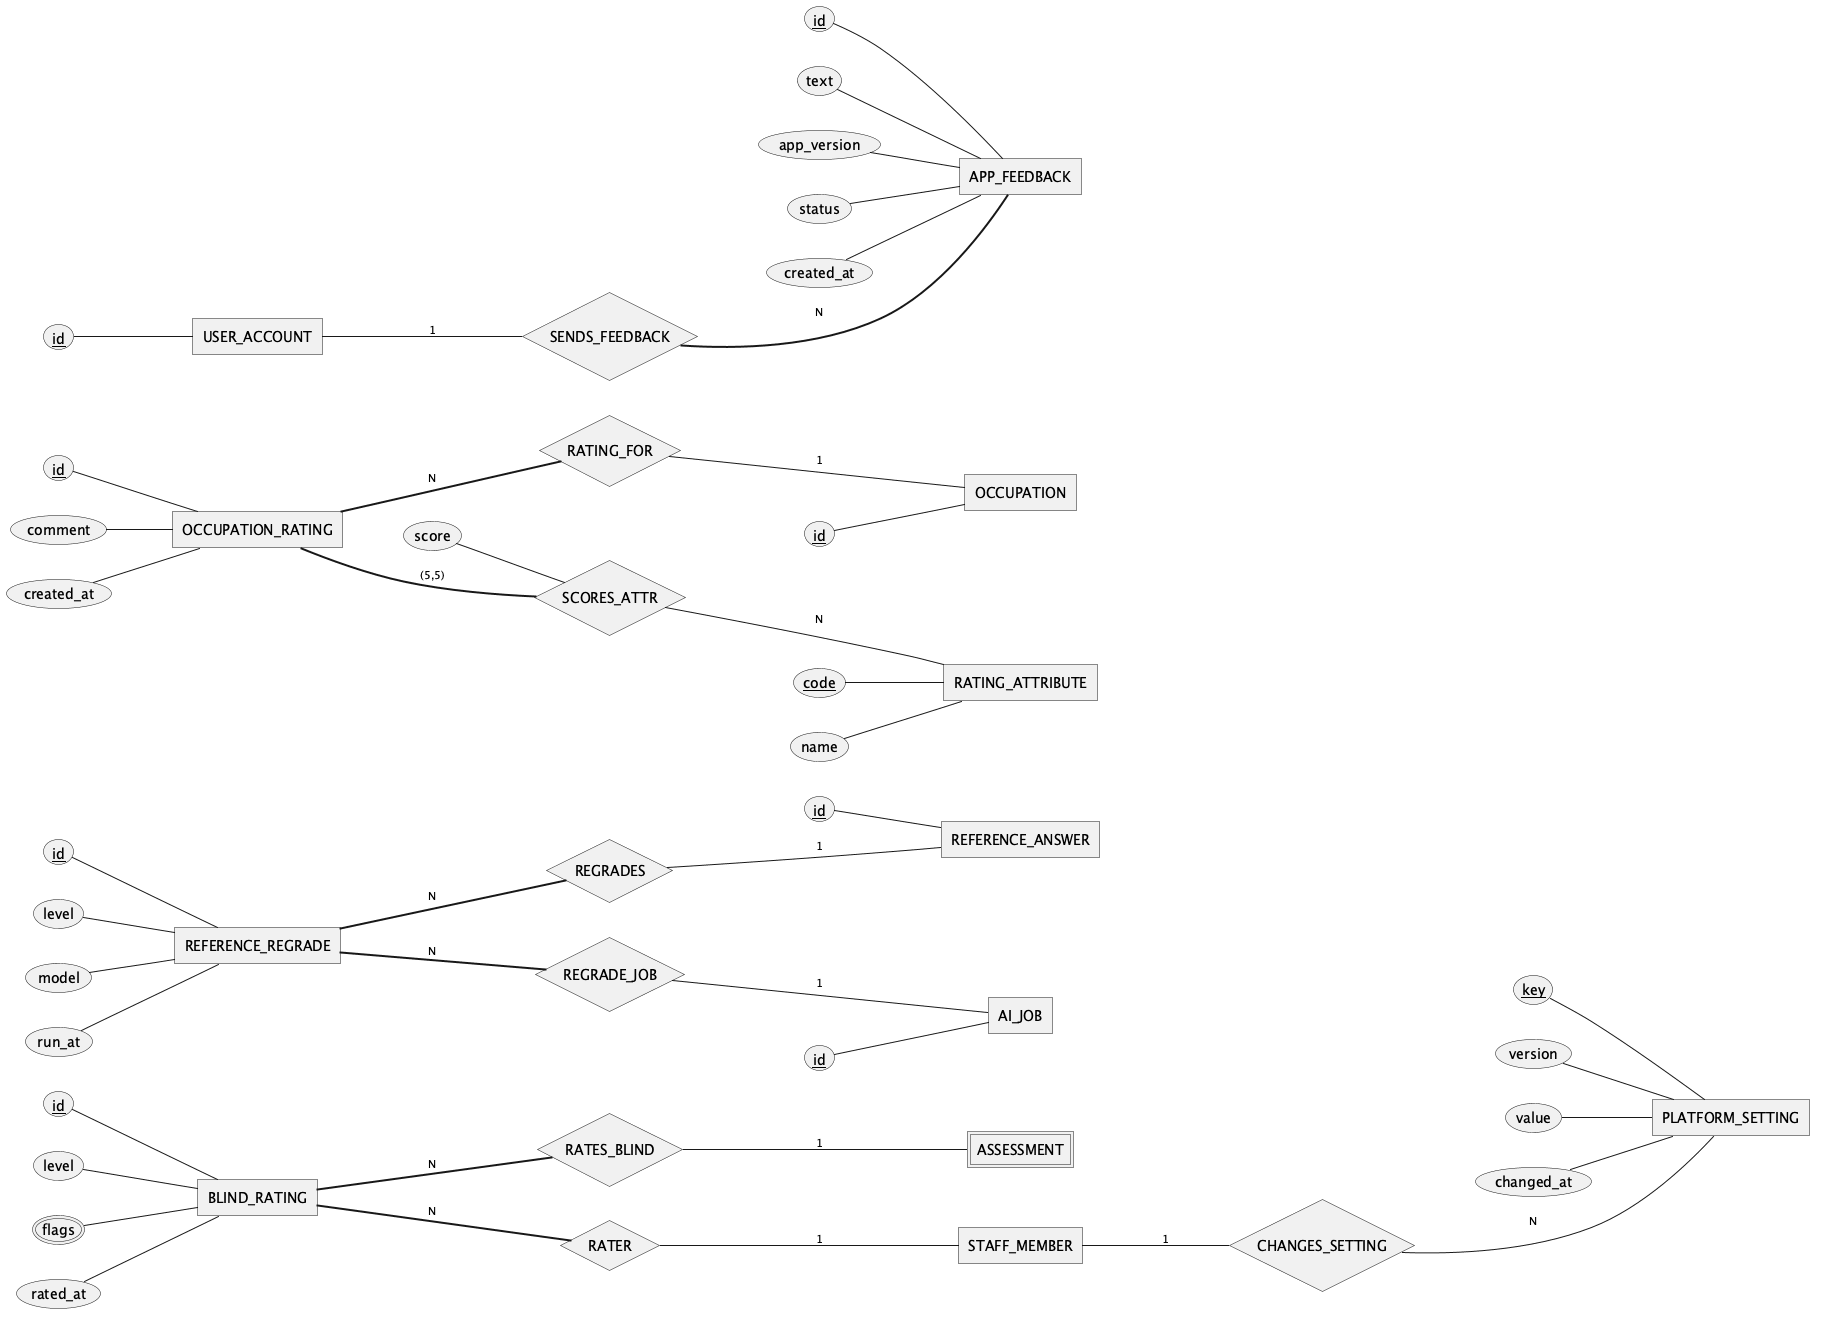 id
text
app_version
APP_FEEDBACK
status
created_at
N
id
USER_ACCOUNT
1
SENDS_FEEDBACK
id
comment
created_at
OCCUPATION_RATING
N
RATING_FOR
1
OCCUPATION
id
score
(5,5)
SCORES_ATTR
N
code
RATING_ATTRIBUTE
name
id
REFERENCE_ANSWER
id
level
model
run_at
REFERENCE_REGRADE
N
REGRADES
1
N
REGRADE_JOB
1
AI_JOB
id
id
level
flags
rated_at
BLIND_RATING
N
RATES_BLIND
1
ASSESSMENT
N
RATER
1
STAFF_MEMBER
1
CHANGES_SETTING
N
key
version
value
changed_at
PLATFORM_SETTING